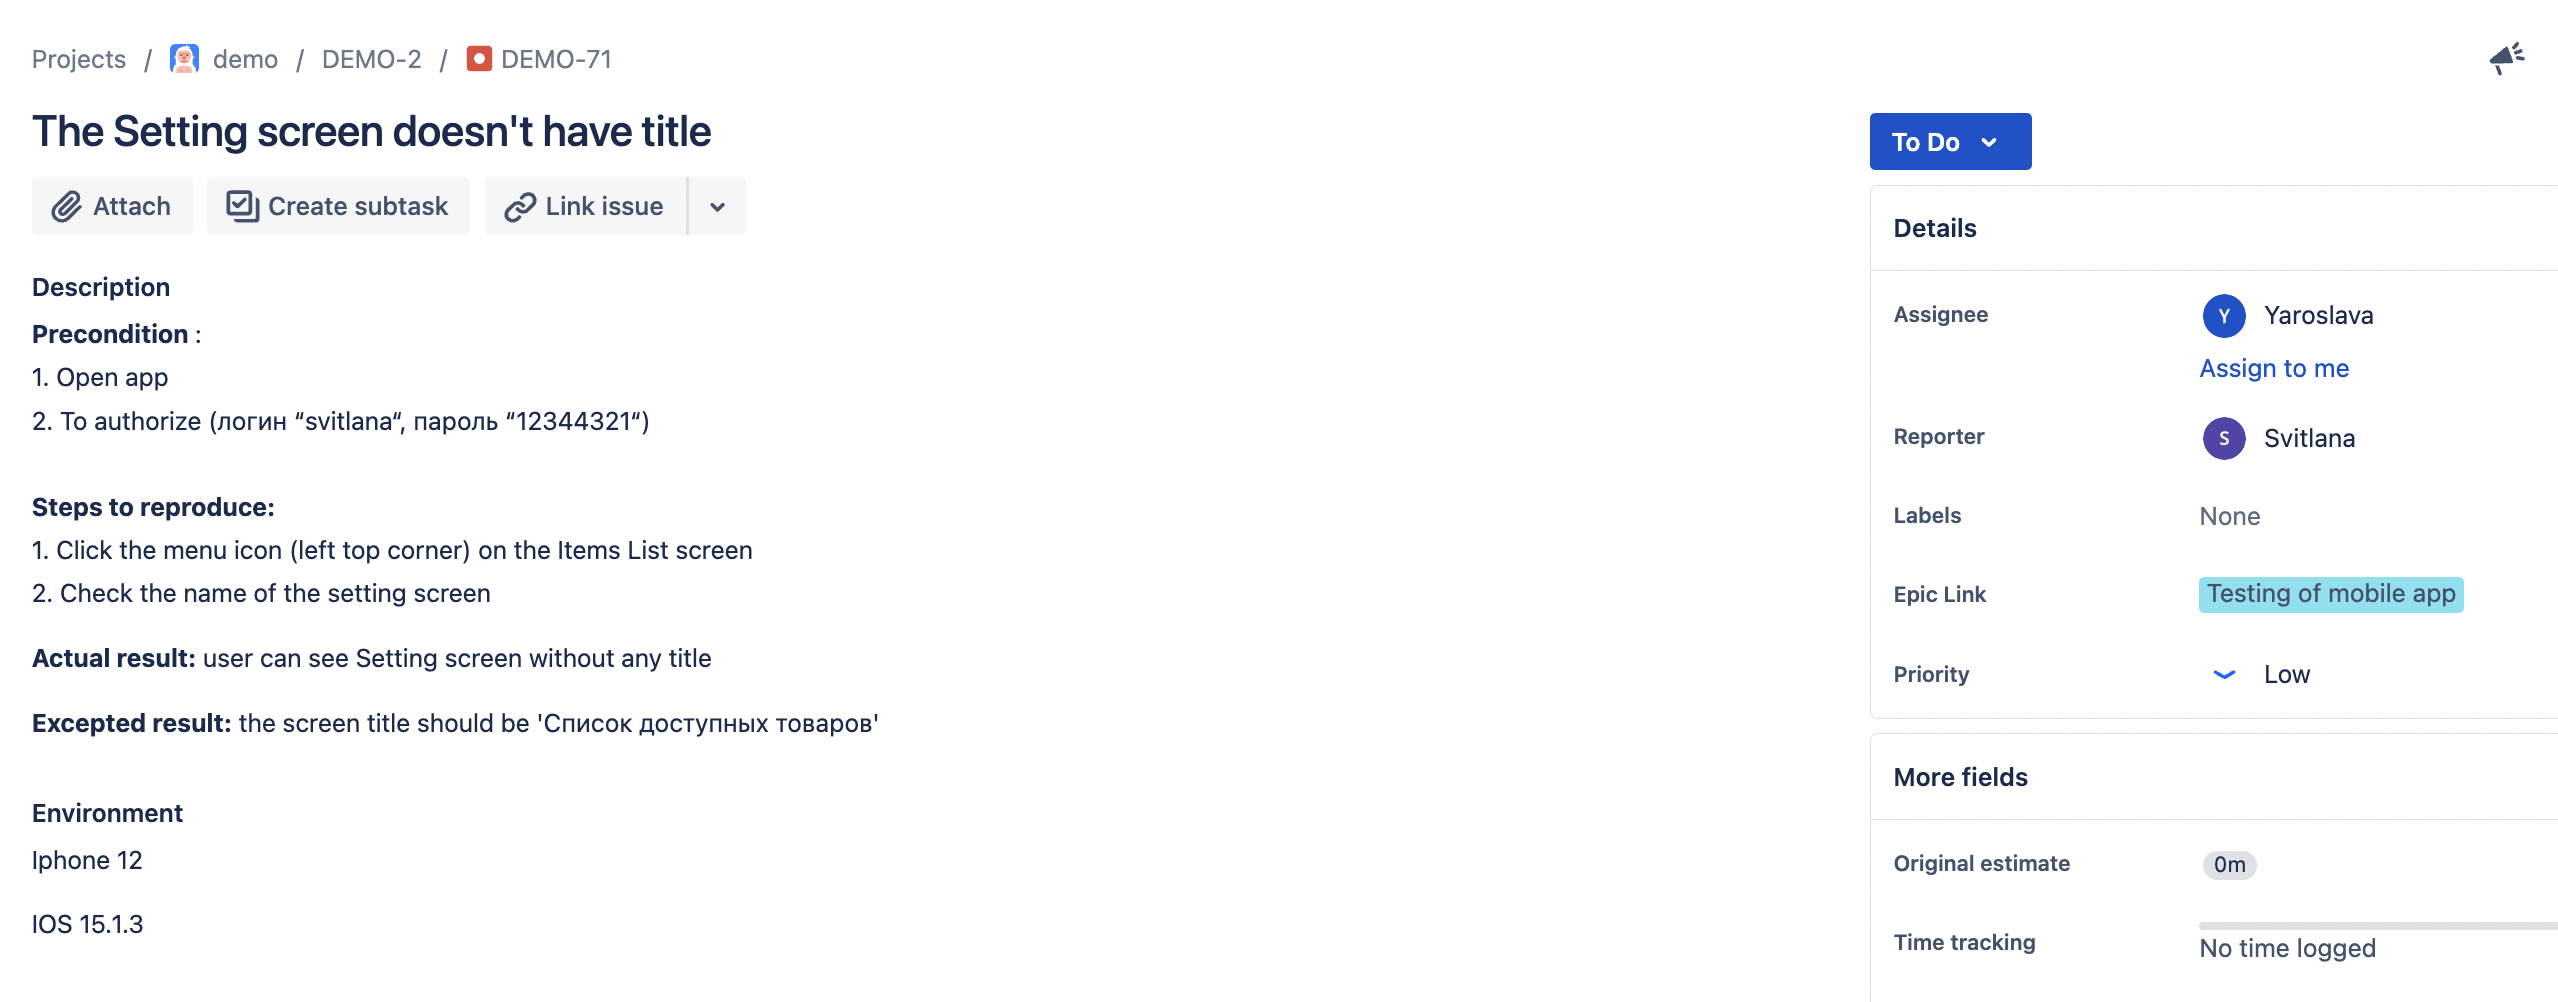 Projects / demo / DEMO-2 / DEMO-71
The Setting screen doesn't have title
Attach
Create subtask
Link issue
Description
Precondition :
1. Open app
2. To authorize (логин “svitlana“, пароль “12344321“)
Steps to reproduce:
1. Click the menu icon (left top corner) on the Items List screen
2. Check the name of the setting screen
Actual result: user can see Setting screen without any title
Excepted result: the screen title should be 'Список доступных товаров'
Environment
Iphone 12
IOS 15.1.3
To Do
Details
Assignee
Y Yaroslava
Assign to me
Reporter
S Svitlana
Labels
None
Epic Link
Testing of mobile app
Priority
Low
More fields
Original estimate
0m
Time tracking
No time logged